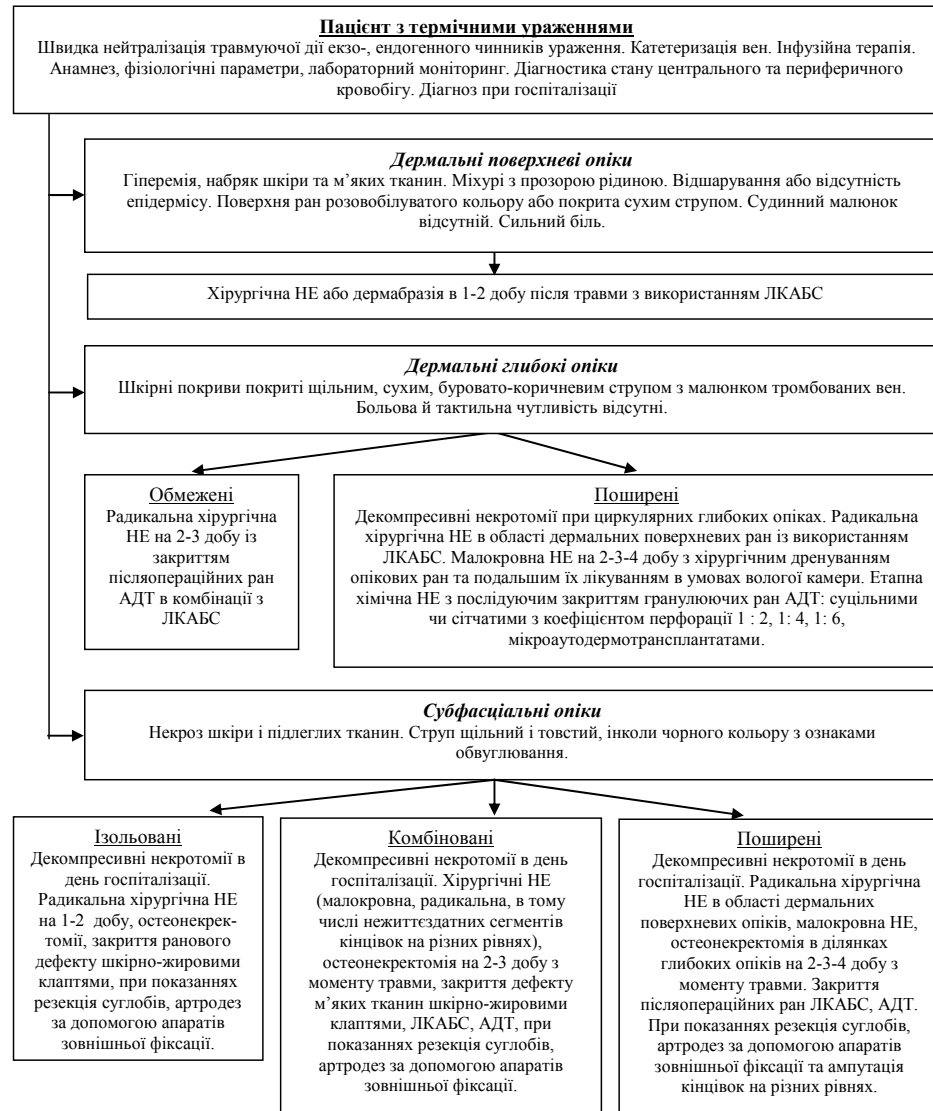 Пацієнт з термічними ураженнями
Швидка нейтралізація травмуючої дії екзо-, ендогенного чинників ураження. Катетеризація вен. Інфузійна терапія.
Анамнез, фізіологічні параметри, лабораторний моніторинг. Діагностика стану центрального та периферичного
кровобігу. Діагноз при госпіталізації
Дермальні поверхневі опіки
Гіперемія, набряк шкіри та м’яких тканин. Міхурі з прозорою рідиною. Відшарування або відсутність
епідермісу. Поверхня ран розовобілуватого кольору або покрита сухим струпом. Судинний малюнок
відсутній. Сильний біль.
Хірургічна НЕ або дермабразія в 1-2 добу після травми з використанням ЛКАБС
Дермальні глибокі опіки
Шкірні покриви покриті щільним, сухим, буровато-коричневим струпом з малюнком тромбованих вен.
Больова й тактильна чутливість відсутні.
Обмежені
Радикальна хірургічна
НЕ на 2-3 добу із
закриттям
післяопераційних ран
АДТ в комбінації з
ЛКАБС
Поширені
Декомпресивні некротомії при циркулярних глибоких опіках. Радикальна
хірургічна НЕ в області дермальних поверхневих ран із використанням
ЛКАБС. Малокровна НЕ на 2-3-4 добу з хірургічним дренуванням
опікових ран та подальшим їх лікуванням в умовах вологої камери. Етапна
хімічна НЕ з послідуючим закриттям гранулюючих ран АДТ: суцільними
чи сітчатими з коефіцієнтом перфорації 1 : 2, 1: 4, 1: 6,
мікроаутодермотрансплантатами.
Субфасціальні опіки
Некроз шкіри і підлеглих тканин. Струп щільний і товстий, інколи чорного кольору з ознаками
обвуглювання.
Ізольовані
Декомпресивні некротомії в
день госпіталізації.
Радикальна хірургічна НЕ
на 1-2 добу, остеонекрек-
томії, закриття ранового
дефекту шкірно-жировими
клаптями, при показаннях
резекція суглобів, артродез
за допомогою апаратів
зовнішньої фіксації.
Комбіновані
Декомпресивні некротомії в день
госпіталізації. Хірургічні НЕ
(малокровна, радикальна, в тому
числі нежиттєздатних сегментів
кінцівок на різних рівнях),
остеонекректомія на 2-3 добу з
моменту травми, закриття дефекту
м’яких тканин шкірно-жировими
клаптями, ЛКАБС, АДТ, при
показаннях резекція суглобів,
артродез за допомогою апаратів
зовнішньої фіксації.
Поширені
Декомпресивні некротомії в день
госпіталізації. Радикальна хірургічна
НЕ в області дермальних
поверхневих опіків, малокровна НЕ,
остеонекректомія в ділянках
глибоких опіків на 2-3-4 добу з
моменту травми. Закриття
післяопераційних ран ЛКАБС, АДТ.
При показаннях резекція суглобів,
артродез за допомогою апаратів
зовнішньої фіксації та ампутація
кінцівок на різних рівнях.